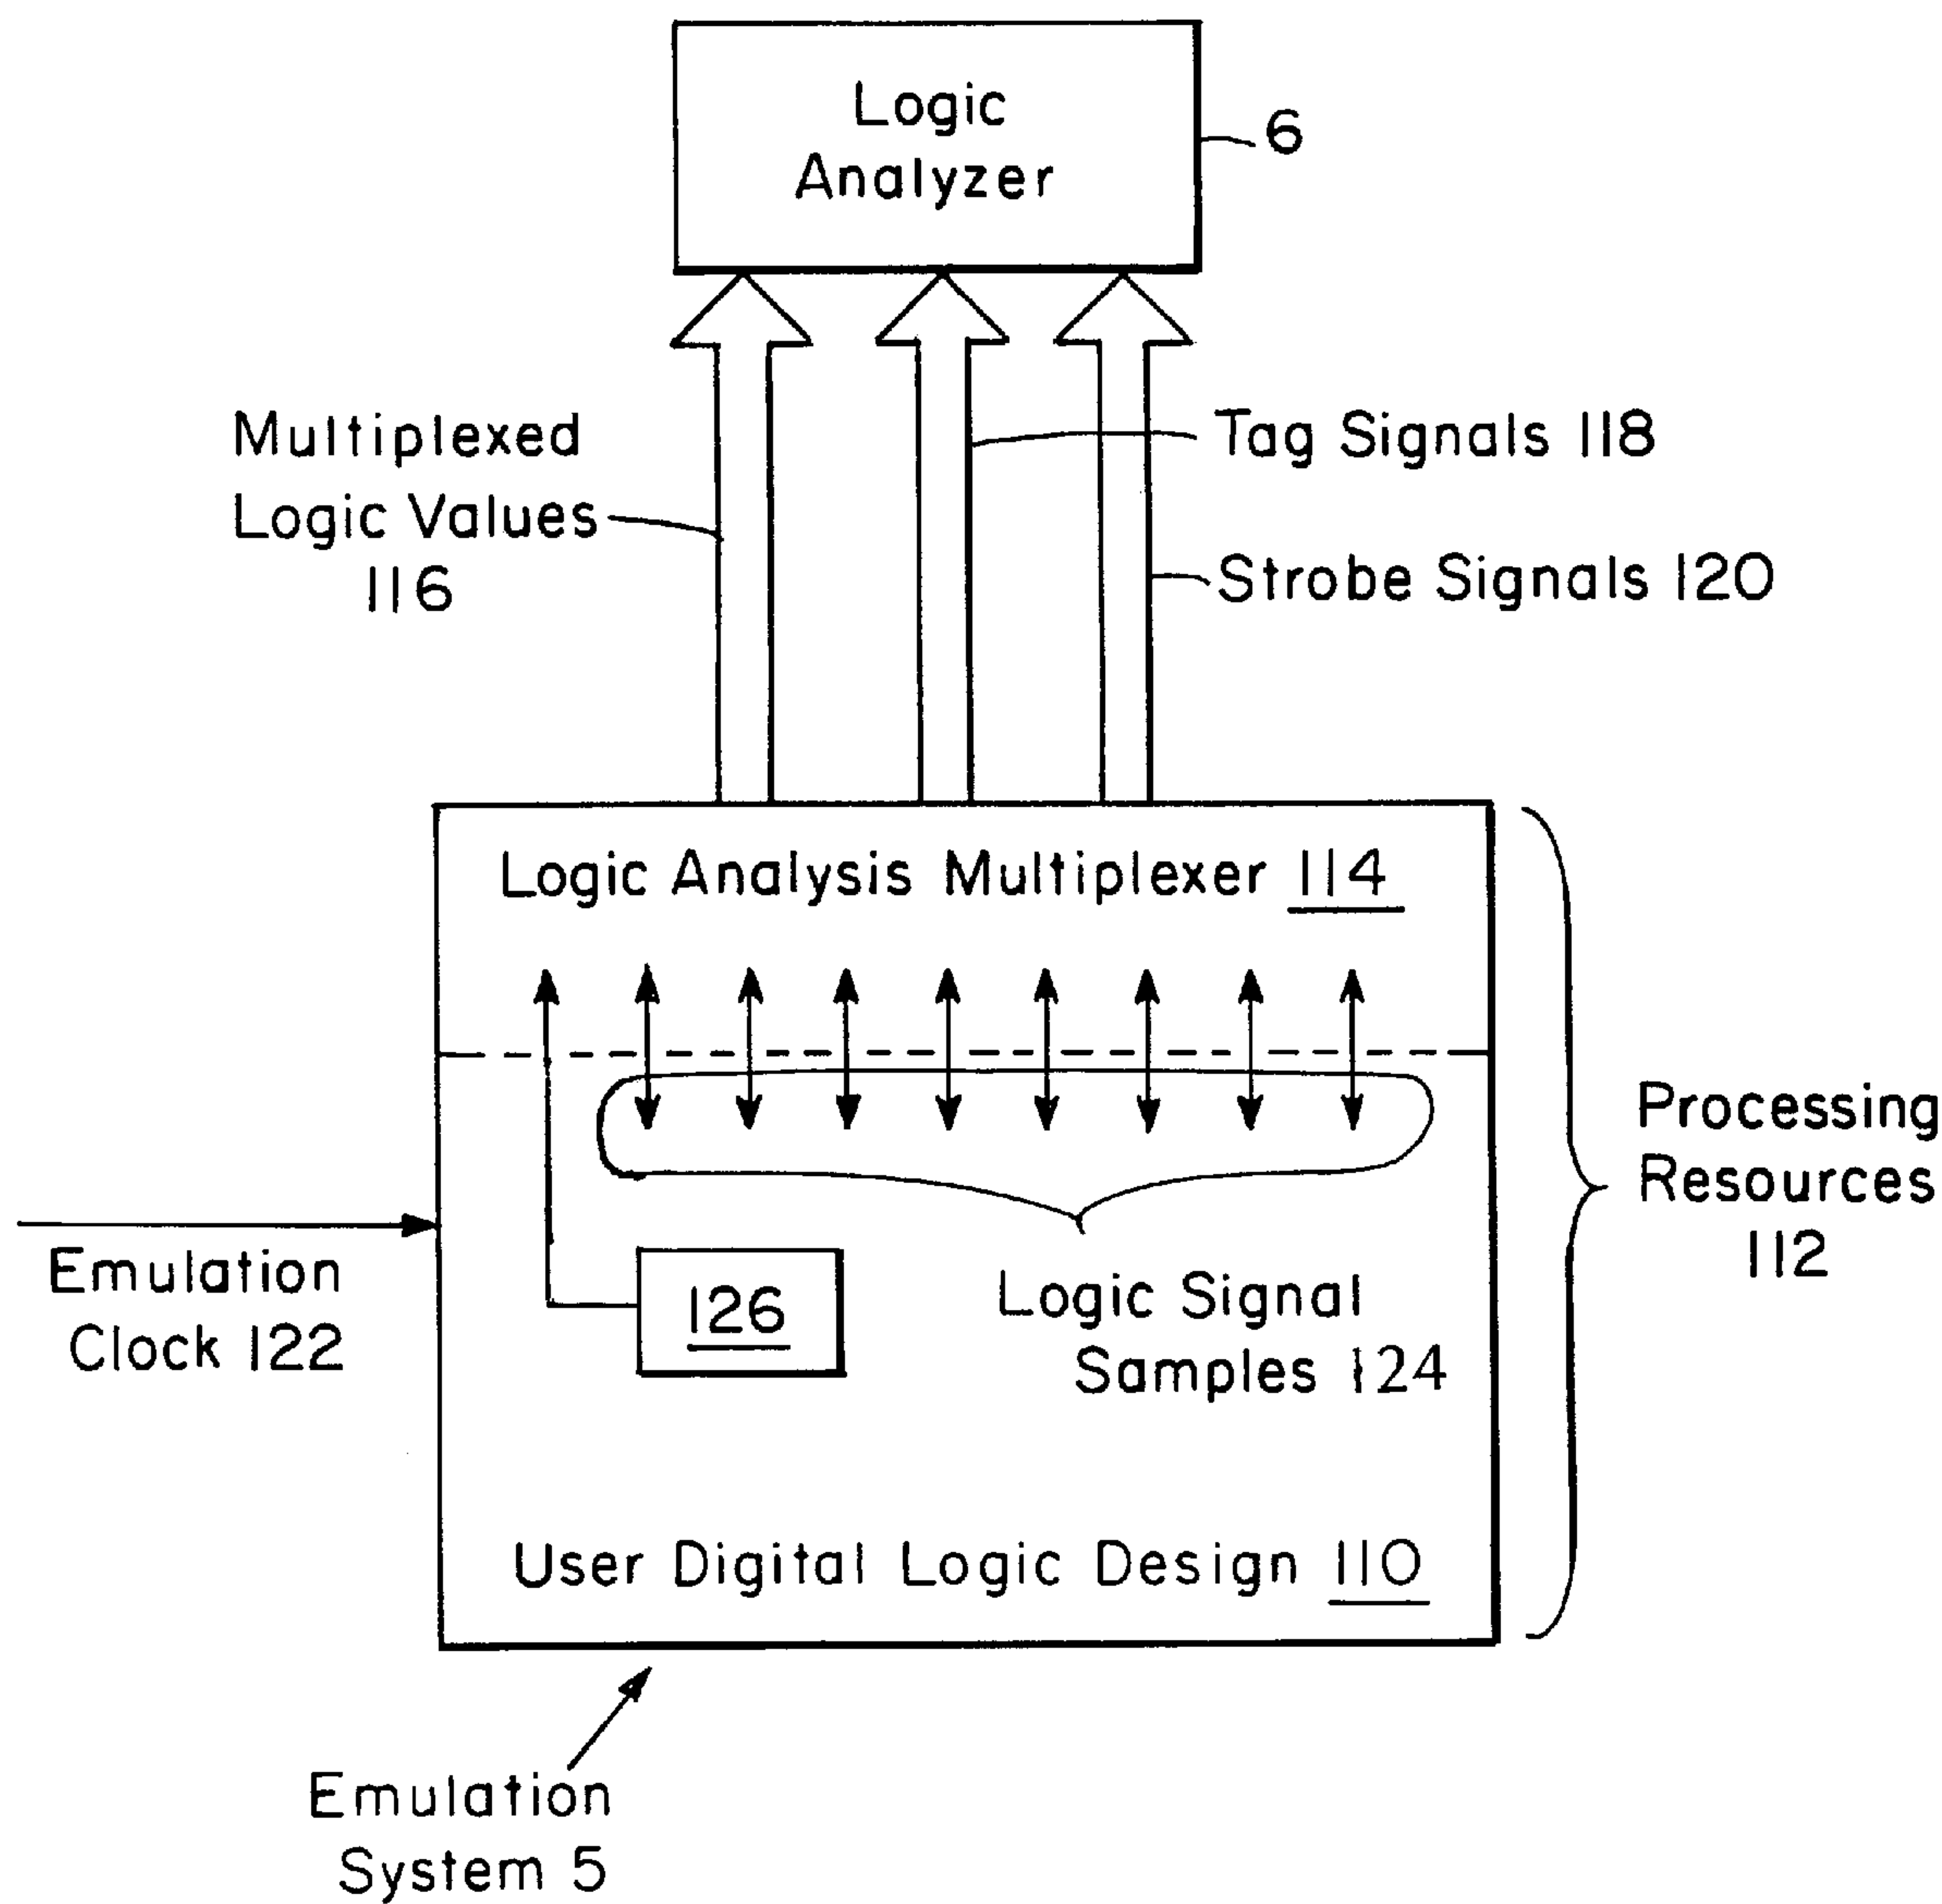 Logic
Analyzer
6
Multiplexed
Logic Values
116
Tag Signals 118
Strobe Signals 120
Logic Analysis Multiplexer 114
Processing
Resources
112
Emulation
Clock 122
126
Logic Signal
Samples 124
User Digital Logic Design 110
Emulation
System 5